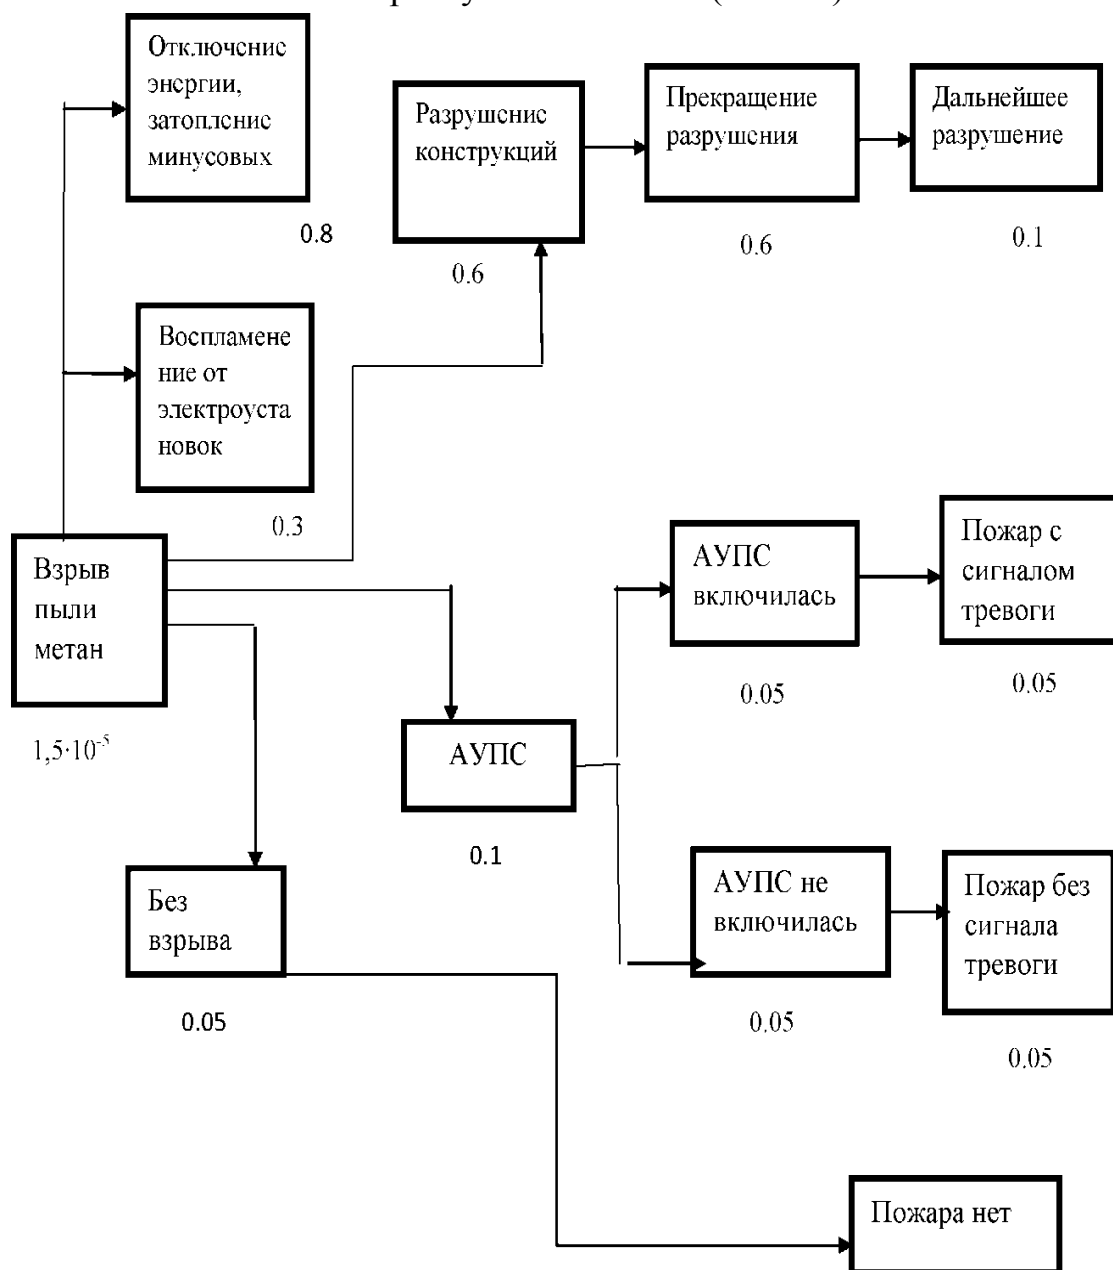 Отключение
энергии,
затопление
минусовых
0.8
Разрушение
конструкций
0.6
Прекращение
разрушения
0.6
Дальнейшее
разрушение
0.1
Воспламене
ние от
электроуста
новок
0.3
Взрыв
пыли
метан
1,5·10⁻⁵
АУПС
включилась
0.05
Пожар с
сигналом
тревоги
0.05
АУПС
0.1
Без
взрыва
0.05
АУПС не
включилась
0.05
Пожар без
сигнала
тревоги
0.05
Пожара нет